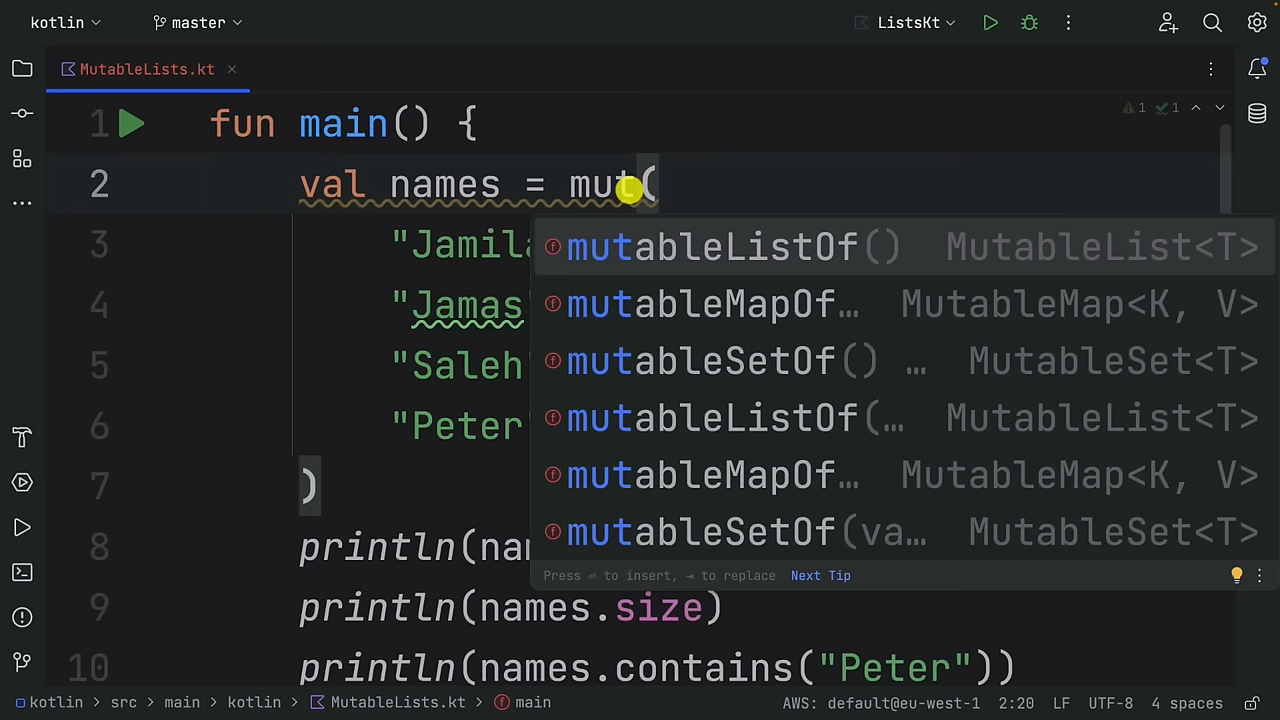 kotlin master ListsKt
MutableLists.kt
1 fun main() { 1 1
2 val names = mut(
3 "Jamila
4 "Jamas"
5 "Saleh"
6 "Peter"
7 )
mutableListOf() MutableList<T>
mutableMapOf… MutableMap<K, V>
mutableSetOf() … MutableSet<T>
mutableListOf(… MutableList<T>
mutableMapOf… MutableMap<K, V>
mutableSetOf(va… MutableSet<T>
Press ⏎ to insert, ⇥ to replace Next Tip
8 println(nam
9 println(names.size)
10 println(names.contains("Peter"))
kotlin > src > main > kotlin > MutableLists.kt > main AWS: default@eu-west-1 2:20 LF UTF-8 4 spaces